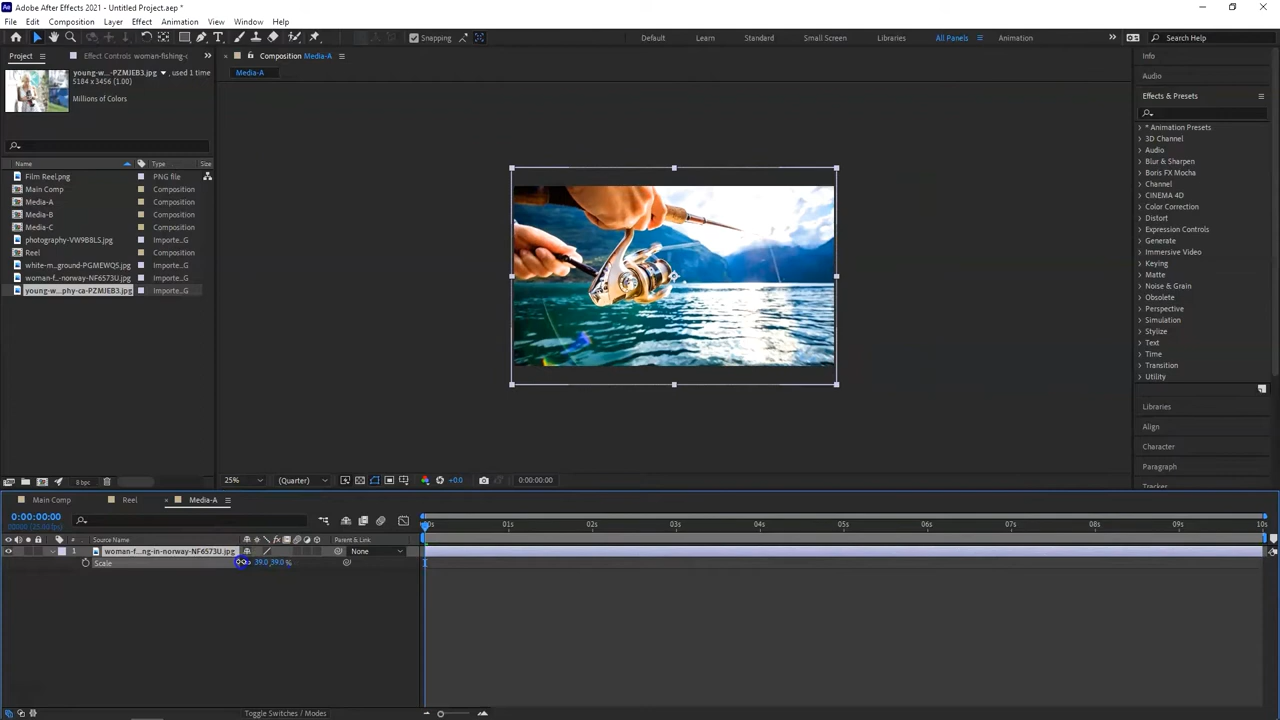 Adobe After Effects 2021 - Untitled Project.aep *
File Edit Composition Layer Effect Animation View Window Help
Snapping
Default Learn Standard Small Screen Libraries All Panels Animation
Search Help
Project Effect Controls woman-fishing-
Composition Media-A
Media-A
young-w...-PZMJEB3.jpg , used 1 time
5184 x 3456 (1.00)
Millions of Colors
Name Type Size
Film Reel.png PNG file
Main Comp Composition
Media-A Composition
Media-B Composition
Media-C Composition
photography-VW9B8LS.jpg Importe...G
Reel Composition
white-m...ground-PGMEWQS.jpg Importe...G
woman-f...-norway-NF6573U.jpg Importe...G
young-w...phy-ca-PZMJEB3.jpg Importe...G
8 bpc
25% (Quarter) +0.0 0:00:00:00
Info
Audio
Effects & Presets
* Animation Presets
3D Channel
Audio
Blur & Sharpen
Boris FX Mocha
Channel
CINEMA 4D
Color Correction
Distort
Expression Controls
Generate
Immersive Video
Keying
Matte
Noise & Grain
Obsolete
Perspective
Simulation
Stylize
Text
Time
Transition
Utility
Libraries
Align
Character
Paragraph
Tracker
Main Comp Reel Media-A
0:00:00:00
00000 (25.00 fps)
:00s 01s 02s 03s 04s 05s 06s 07s 08s 09s 10s
# Source Name Parent & Link
1 woman-f...ng-in-norway-NF6573U.jpg None
Scale 39.0,39.0 %
Toggle Switches / Modes